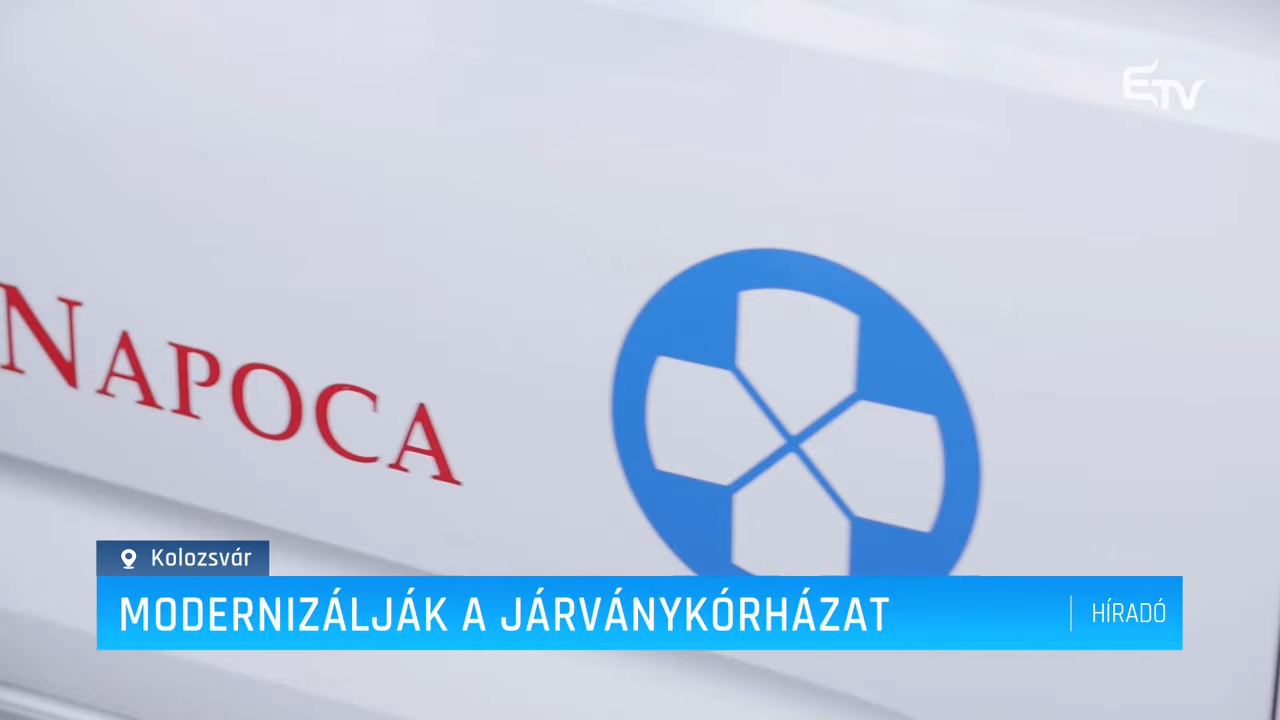 ETV
NAPOCA
Kolozsvár
MODERNIZÁLJÁK A JÁRVÁNYKÓRHÁZAT
HÍRADÓ